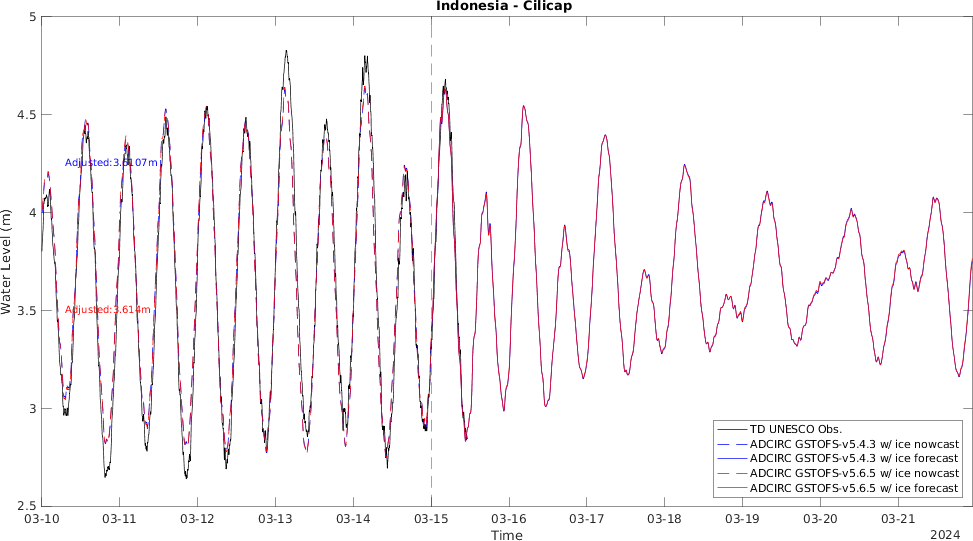 Indonesia - Cilicap
5
4.5
4
3.5
3
2.5
Water Level (m)
Adjusted:3.6107m
Adjusted:3.614m
TD UNESCO Obs.
ADCIRC GSTOFS-v5.4.3 w/ ice nowcast
ADCIRC GSTOFS-v5.4.3 w/ ice forecast
ADCIRC GSTOFS-v5.6.5 w/ ice nowcast
ADCIRC GSTOFS-v5.6.5 w/ ice forecast
03-10 03-11 03-12 03-13 03-14 03-15 03-16 03-17 03-18 03-19 03-20 03-21
Time
2024